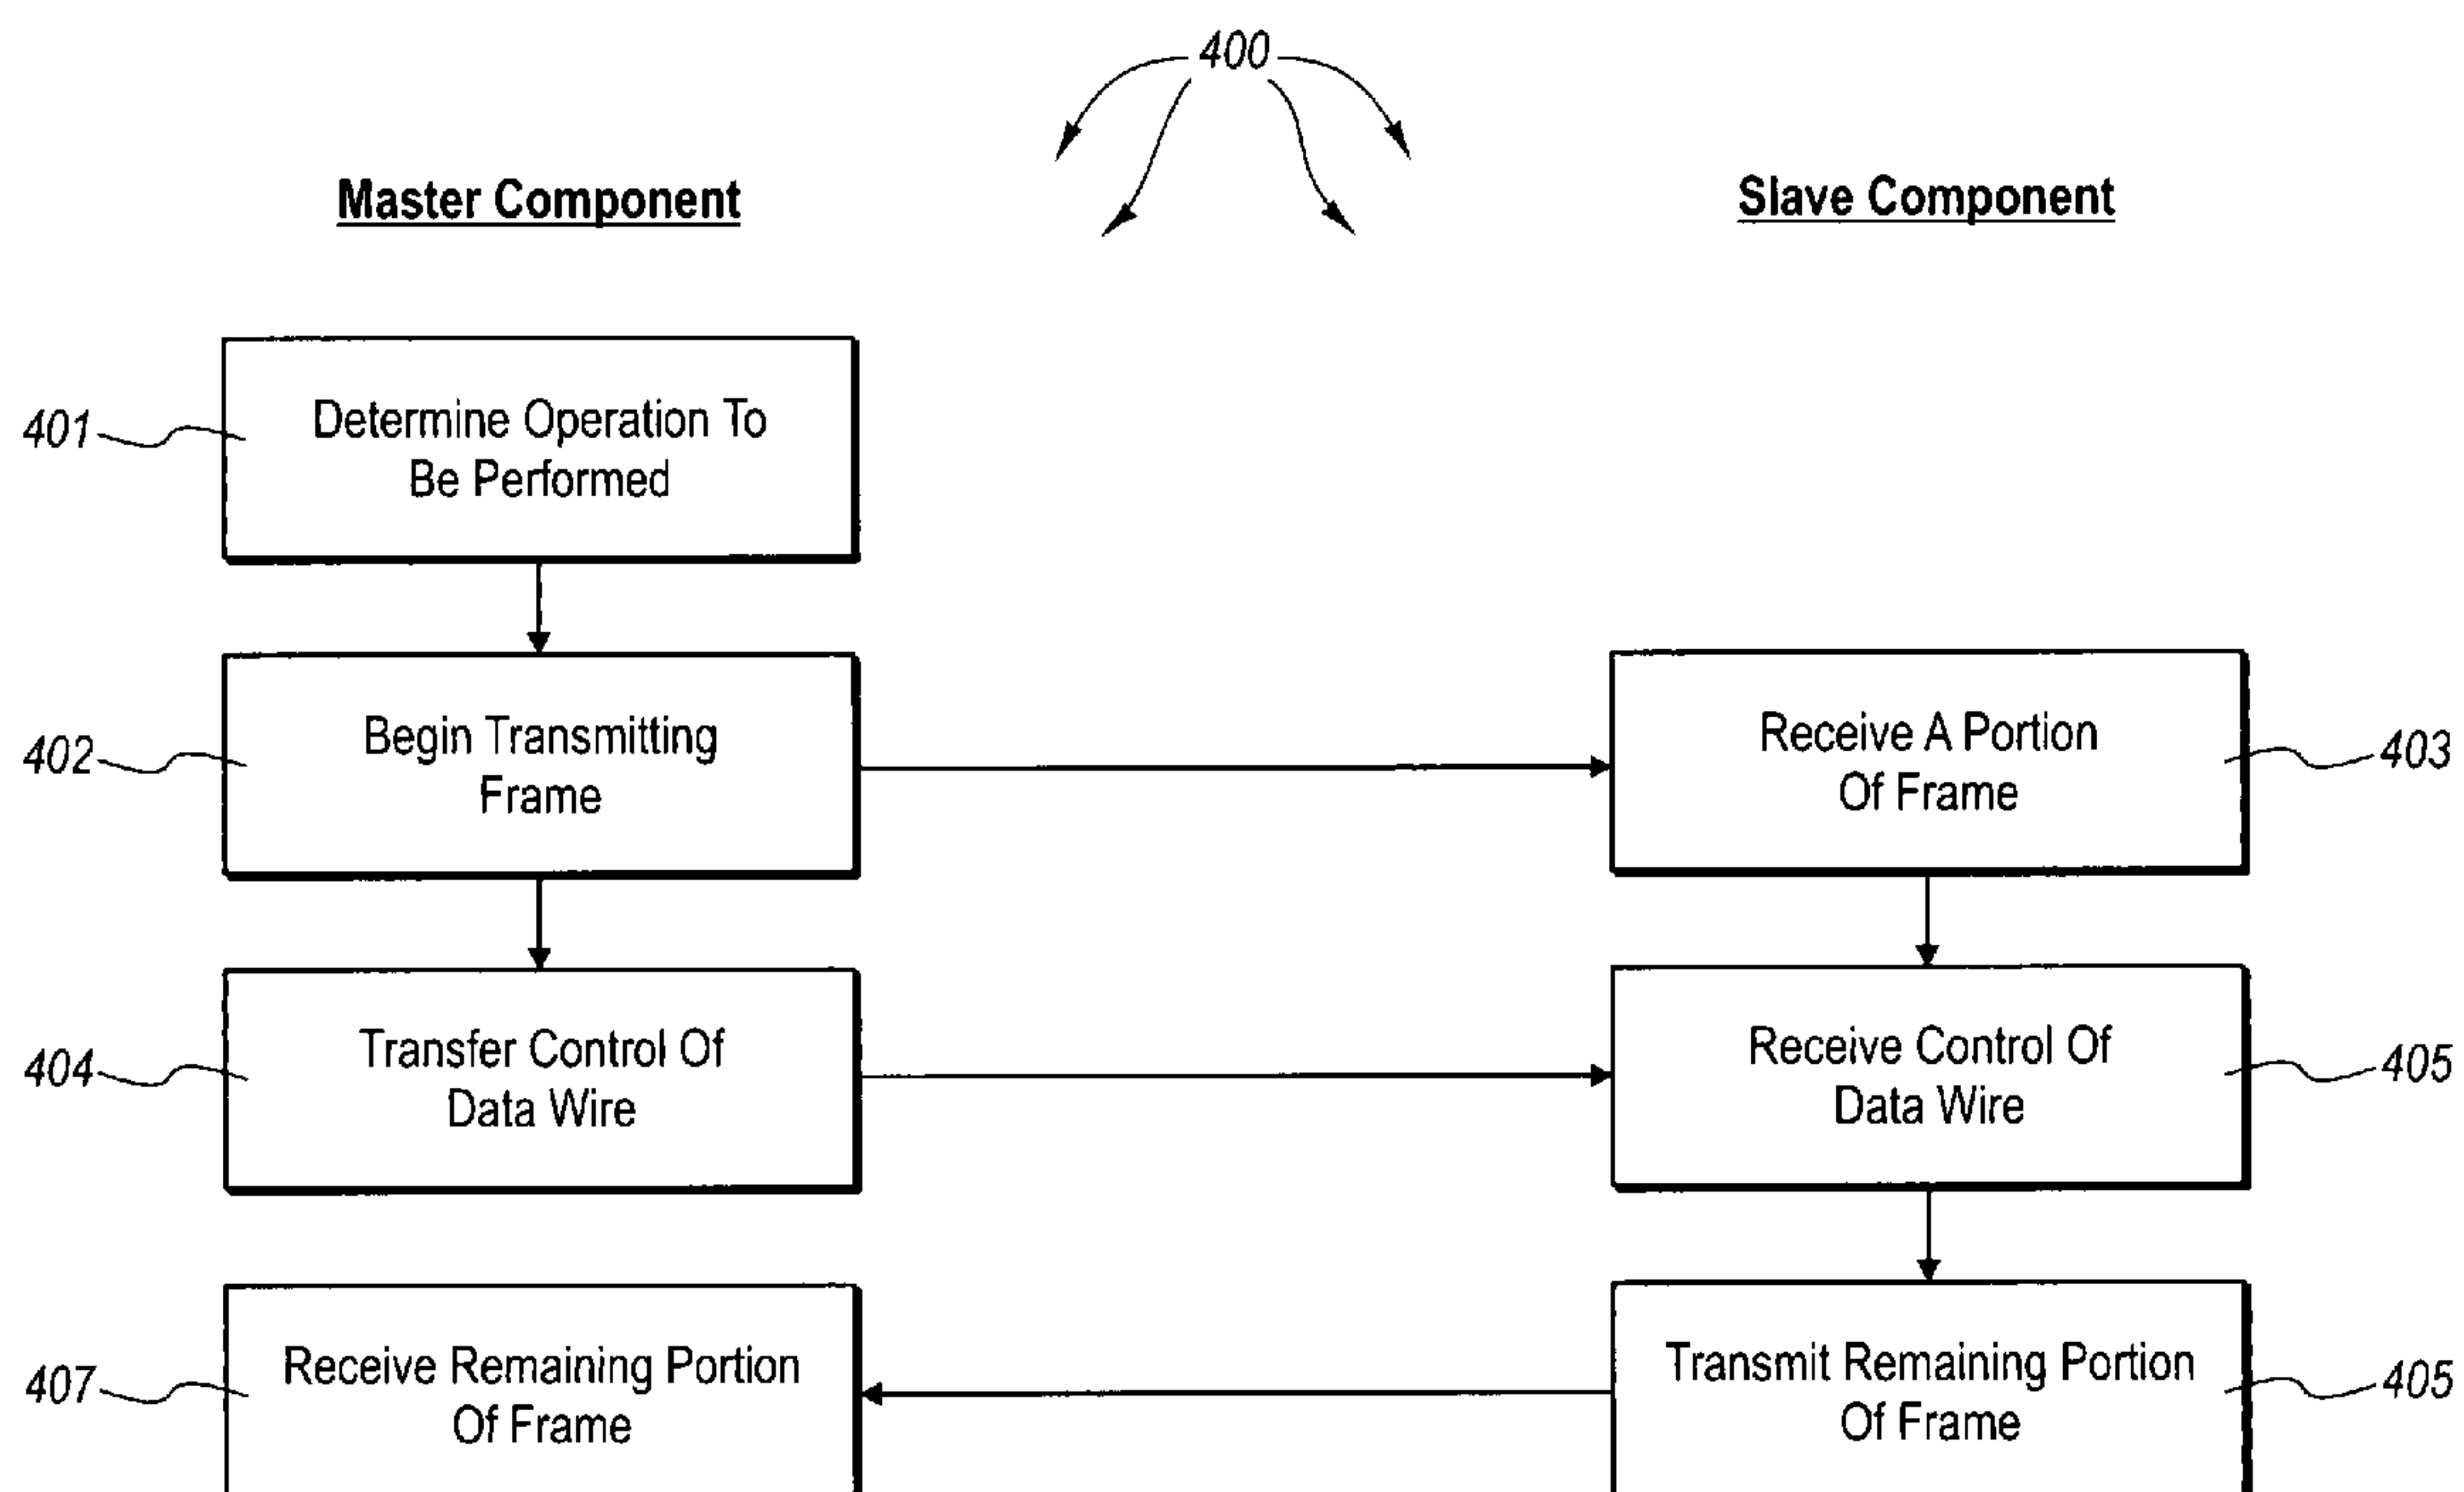 400
Master Component
Slave Component
401
Determine Operation To
Be Performed
402
Begin Transmitting
Frame
Receive A Portion
Of Frame
403
404
Transfer Control Of
Data Wire
Receive Control Of
Data Wire
405
407
Receive Remaining Portion
Of Frame
Transmit Remaining Portion
Of Frame
405